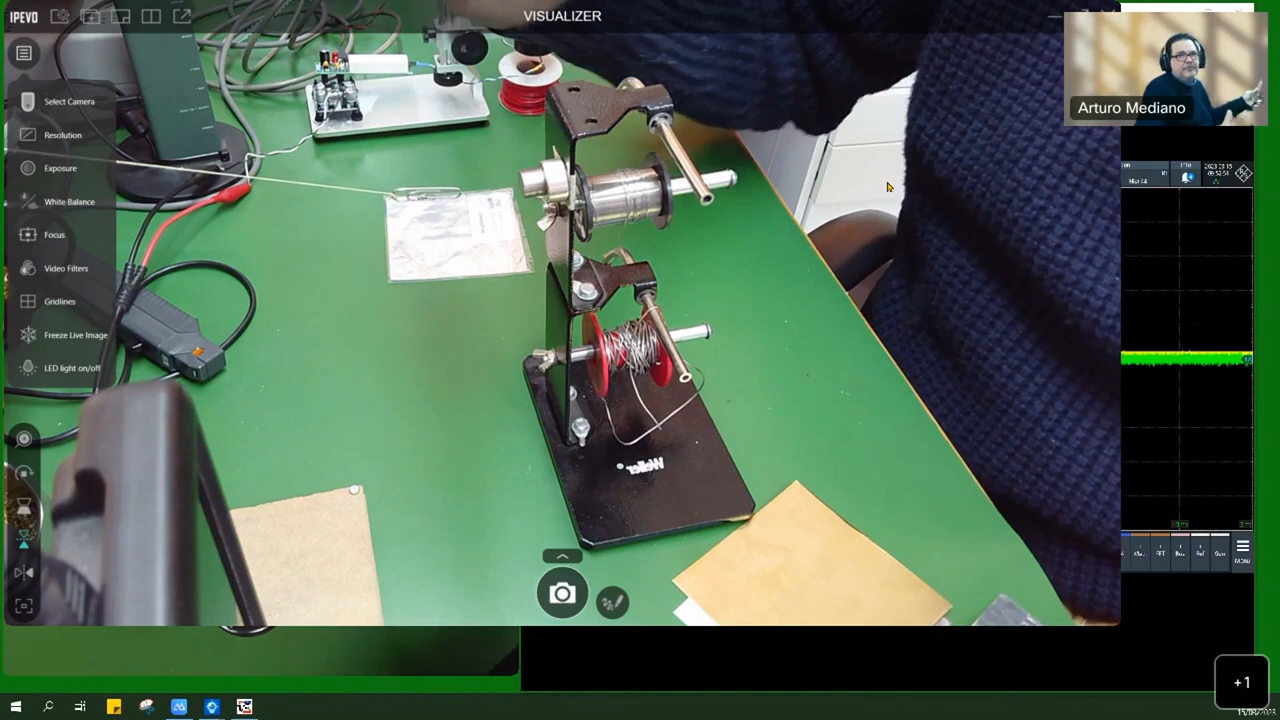 IPEVO
VISUALIZER
Select Camera
Resolution
Exposure
White Balance
Focus
Video Filters
Gridlines
Freeze Live Image
LED light on/off
Weller
Arturo Mediano
Menu
+1